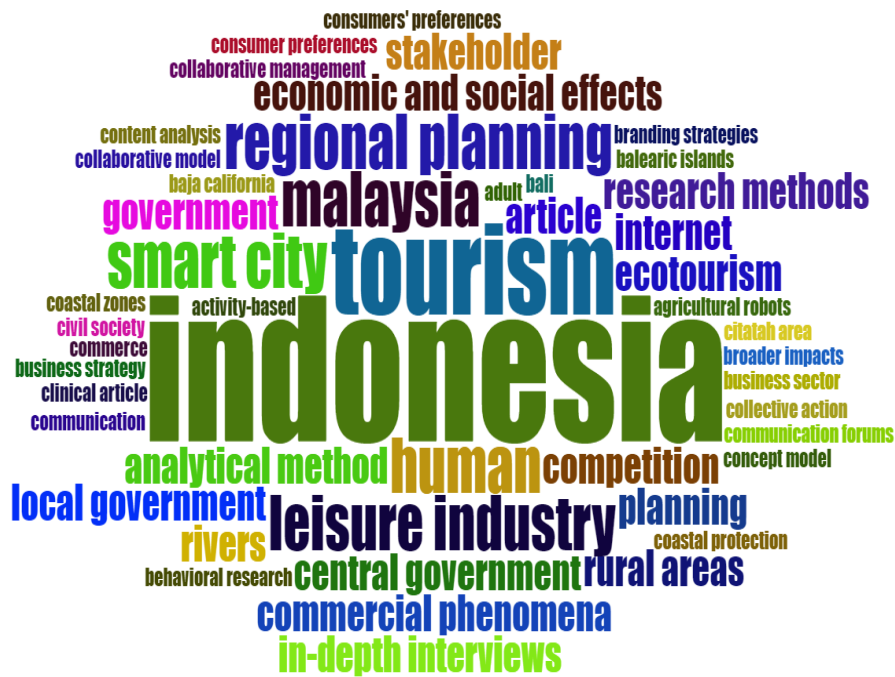 consumers' preferences
consumer preferences
stakeholder
collaborative management
economic and social effects
content analysis
regional planning
branding strategies
collaborative model
balearic islands
baja california
malaysia
adult
bali
research methods
government
article
internet
smart city
tourism
ecotourism
coastal zones
activity-based
indonesia
agricultural robots
civil society
citatah area
commerce
broader impacts
business strategy
business sector
clinical article
collective action
communication
communication forums
analytical method
human
competition
concept model
local government
leisure industry
planning
rivers
coastal protection
behavioral research
central government
rural areas
commercial phenomena
in-depth interviews